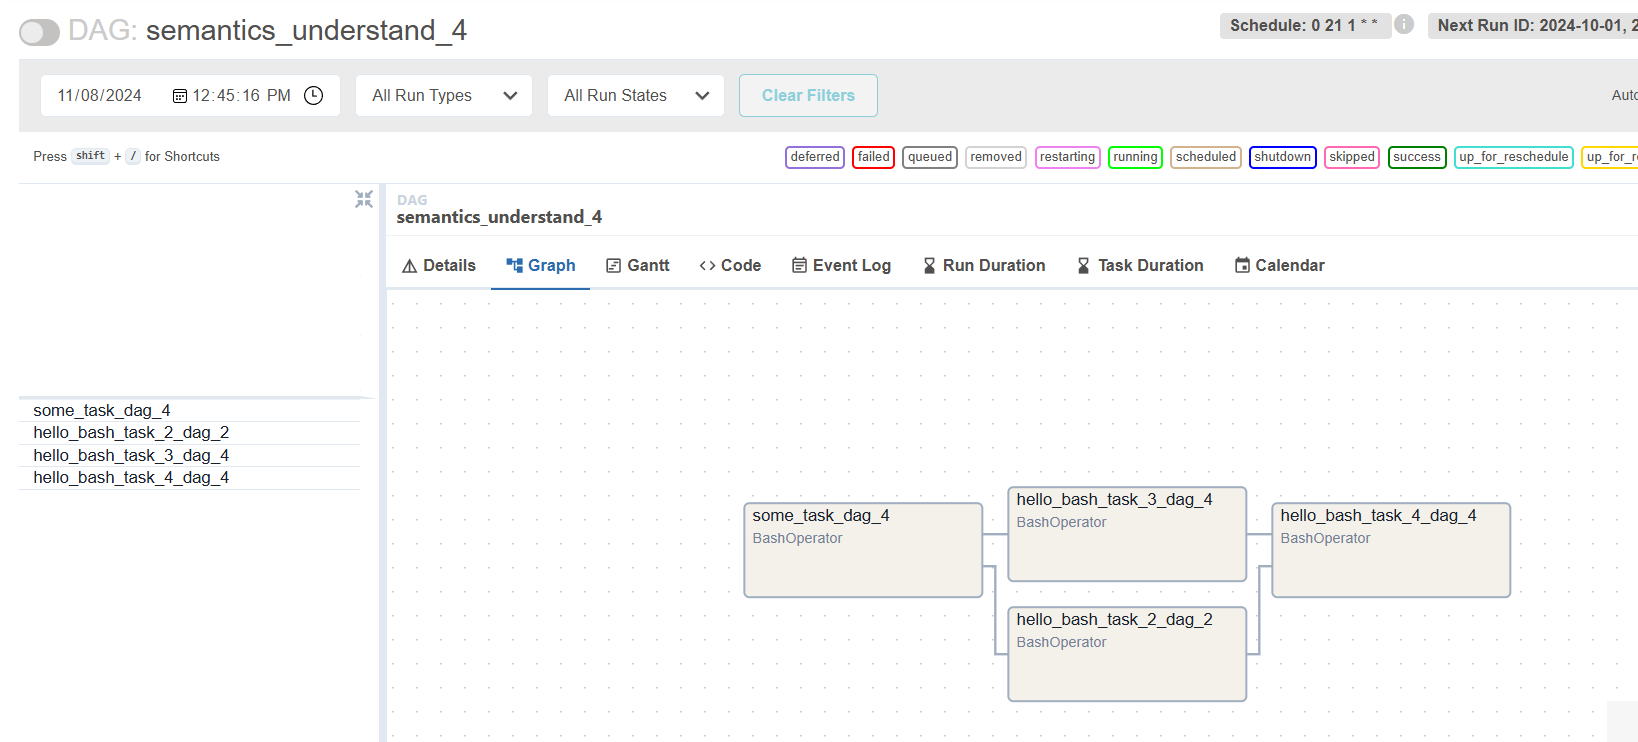 DAG: semantics_understand_4
Schedule: 0 21 1 * *
Next Run ID: 2024-10-01, 2
11/08/2024 12:45:16 PM
All Run Types
All Run States
Clear Filters
Auto
Press shift + / for Shortcuts
deferred failed queued removed restarting running scheduled shutdown skipped success up_for_reschedule up_for_r
DAG
semantics_understand_4
Details Graph Gantt Code Event Log Run Duration Task Duration Calendar
some_task_dag_4
hello_bash_task_2_dag_2
hello_bash_task_3_dag_4
hello_bash_task_4_dag_4
some_task_dag_4
BashOperator
hello_bash_task_3_dag_4
BashOperator
hello_bash_task_2_dag_2
BashOperator
hello_bash_task_4_dag_4
BashOperator